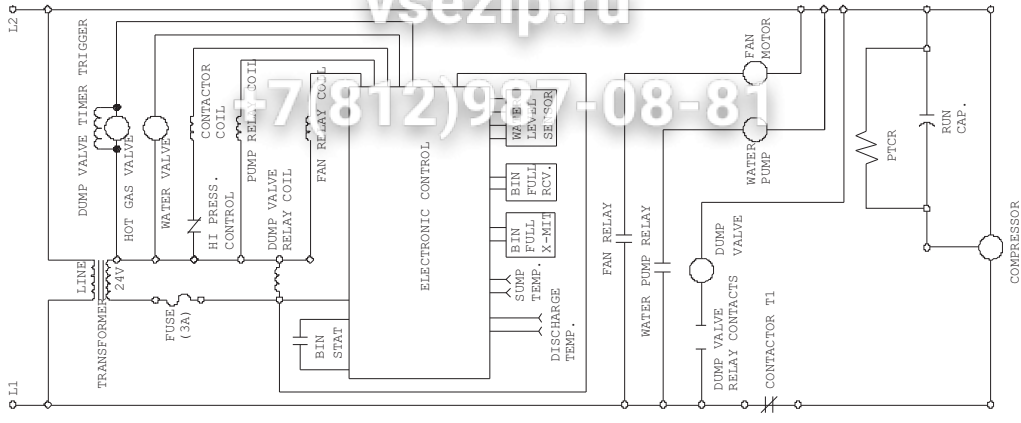 vsezip.ru
+7(812)987-08-81
L2
L1
DUMP VALVE TIMER TRIGGER
HOT GAS VALVE
WATER VALVE
CONTACTOR
COIL
HI PRESS.
CONTROL
PUMP RELAY COIL
DUMP VALVE
RELAY COIL
FAN RELAY COIL
LINE
24V
TRANSFORMER
FUSE
(3A)
BIN
STAT
ELECTRONIC CONTROL
WATER
LEVEL
SENSOR
BIN
FULL
RCV.
BIN
FULL
X-MIT
SUMP
TEMP.
DISCHARGE
TEMP.
FAN RELAY
WATER PUMP RELAY
FAN
MOTOR
WATER
PUMP
DUMP
VALVE
DUMP VALVE
RELAY CONTACTS
CONTACTOR T1
PTCR
RUN
CAP.
COMPRESSOR